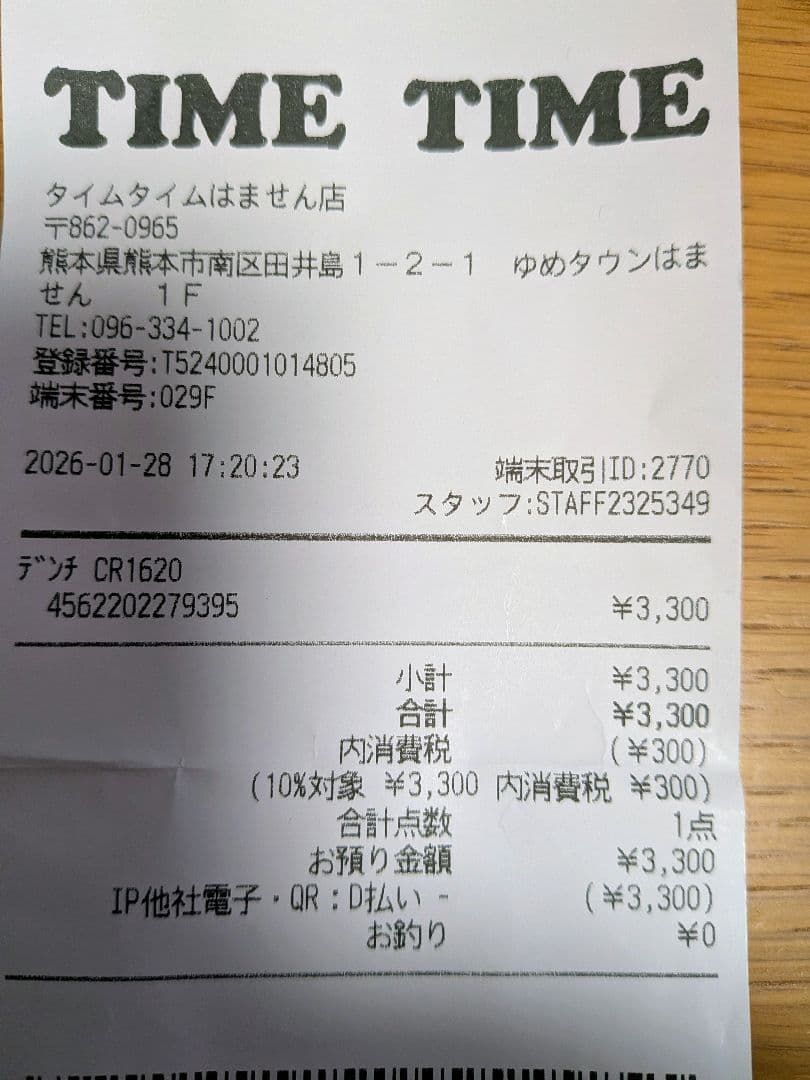 TIME TIME
タイムタイムはません店
〒862-0965
熊本県熊本市南区田井島1-2-1 ゆめタウンはま
せん 1F
TEL:096-334-1002
登録番号:T5240001014805
端末番号:029F
2026-01-28 17:20:23 端末取引ID:2770
スタッフ:STAFF2325349
ﾃﾞﾝﾁ CR1620
4562202279395 ¥3,300
小計 ¥3,300
合計 ¥3,300
内消費税 (¥300)
(10%対象 ¥3,300 内消費税 ¥300)
合計点数 1点
お預り金額 ¥3,300
IP他社電子・QR:D払い - (¥3,300)
お釣り ¥0